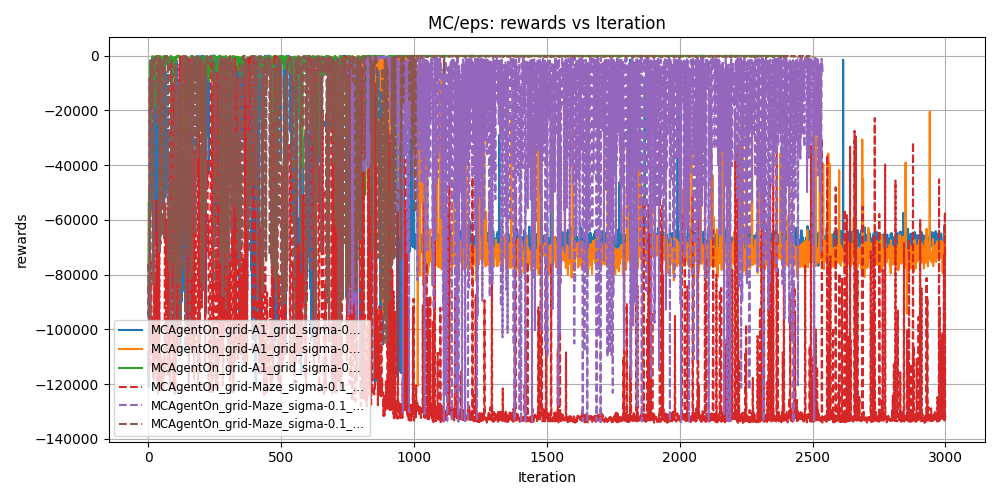 MC/eps: rewards vs Iteration
0
−20000
−40000
−60000
−80000
−100000
−120000
−140000
rewards
MCAgentOn_grid-A1_grid_sigma-0...
MCAgentOn_grid-A1_grid_sigma-0...
MCAgentOn_grid-A1_grid_sigma-0...
MCAgentOn_grid-Maze_sigma-0.1_...
MCAgentOn_grid-Maze_sigma-0.1_...
MCAgentOn_grid-Maze_sigma-0.1_...
0 500 1000 1500 2000 2500 3000
Iteration